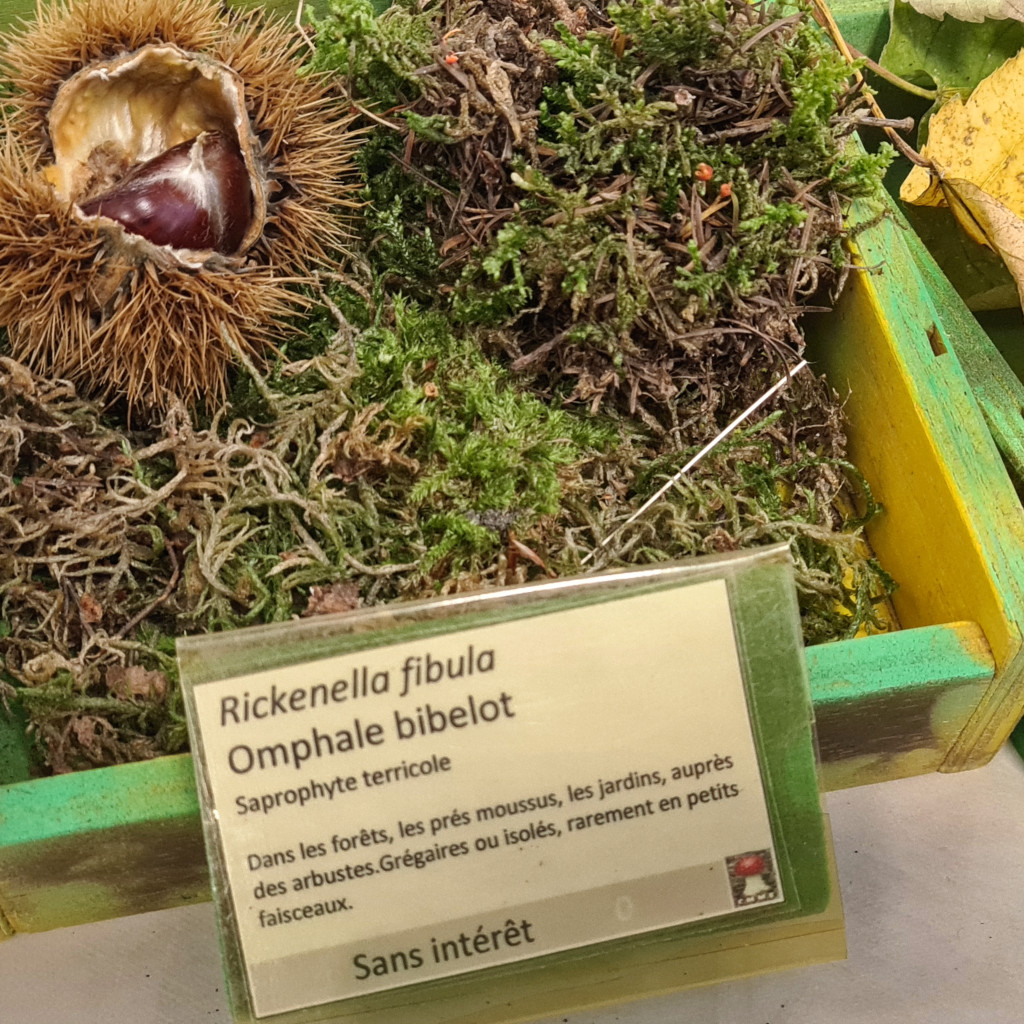 Rickenella fibula
Omphale bibelot
Saprophyte terricole
Dans les forêts, les prés moussus, les jardins, auprès
des arbustes.Grégaires ou isolés, rarement en petits
faisceaux.
Sans intérêt